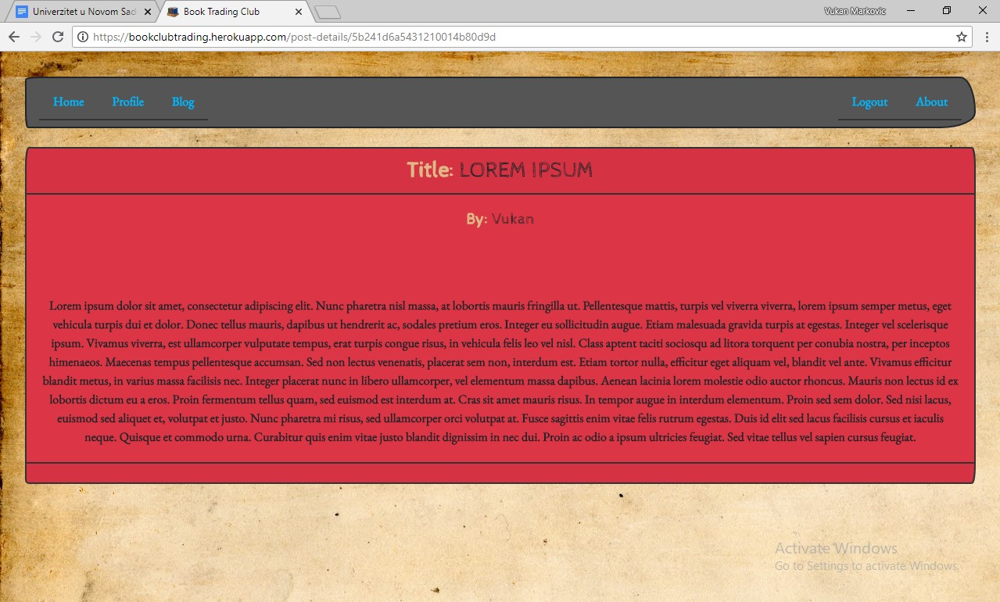 Univerzitet u Novom Sad
Book Trading Club
Vukan Markovic
https://bookclubtrading.herokuapp.com/post-details/5b241d6a5431210014b80d9d
Home Profile Blog Logout About
Title: LOREM IPSUM
By: Vukan
Lorem ipsum dolor sit amet, consectetur adipiscing elit. Nunc pharetra nisl massa, at lobortis mauris fringilla ut. Pellentesque mattis, turpis vel viverra viverra, lorem ipsum semper metus, eget
vehicula turpis dui et dolor. Donec tellus mauris, dapibus ut hendrerit ac, sodales pretium eros. Integer eu sollicitudin augue. Etiam malesuada gravida turpis at egestas. Integer vel scelerisque
ipsum. Vivamus viverra, est ullamcorper vulputate tempus, erat turpis congue risus, in vehicula felis leo vel nisl. Class aptent taciti sociosqu ad litora torquent per conubia nostra, per inceptos
himenaeos. Maecenas tempus pellentesque accumsan. Sed non lectus venenatis, placerat sem non, interdum est. Etiam tortor nulla, efficitur eget aliquam vel, blandit vel ante. Vivamus efficitur
blandit metus, in varius massa facilisis nec. Integer placerat nunc in libero ullamcorper, vel elementum massa dapibus. Aenean lacinia lorem molestie odio auctor rhoncus. Mauris non lectus id ex
lobortis dictum eu a eros. Proin fermentum tellus quam, sed euismod est interdum at. Cras sit amet mauris risus. In tempor augue in interdum elementum. Proin sed sem dolor. Sed nisi lacus,
euismod sed aliquet et, volutpat et justo. Nunc pharetra mi risus, sed ullamcorper orci volutpat at. Fusce sagittis enim vitae felis rutrum egestas. Duis id elit sed lacus facilisis cursus et iaculis
neque. Quisque et commodo urna. Curabitur quis enim vitae justo blandit dignissim in nec dui. Proin ac odio a ipsum ultricies feugiat. Sed vitae tellus vel sapien cursus feugiat.
Activate Windows
Go to Settings to activate Windows.